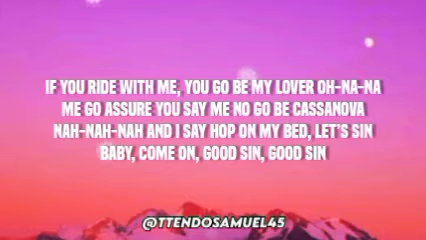 IF YOU RIDE WITH ME, YOU GO BE MY LOVER OH-NA-NA
ME GO ASSURE YOU SAY ME NO GO BE CASSANOVA
NAH-NAH-NAH AND I SAY HOP ON MY BED, LET'S SIN
BABY, COME ON, GOOD SIN, GOOD SIN
@TTENDOSAMUEL45